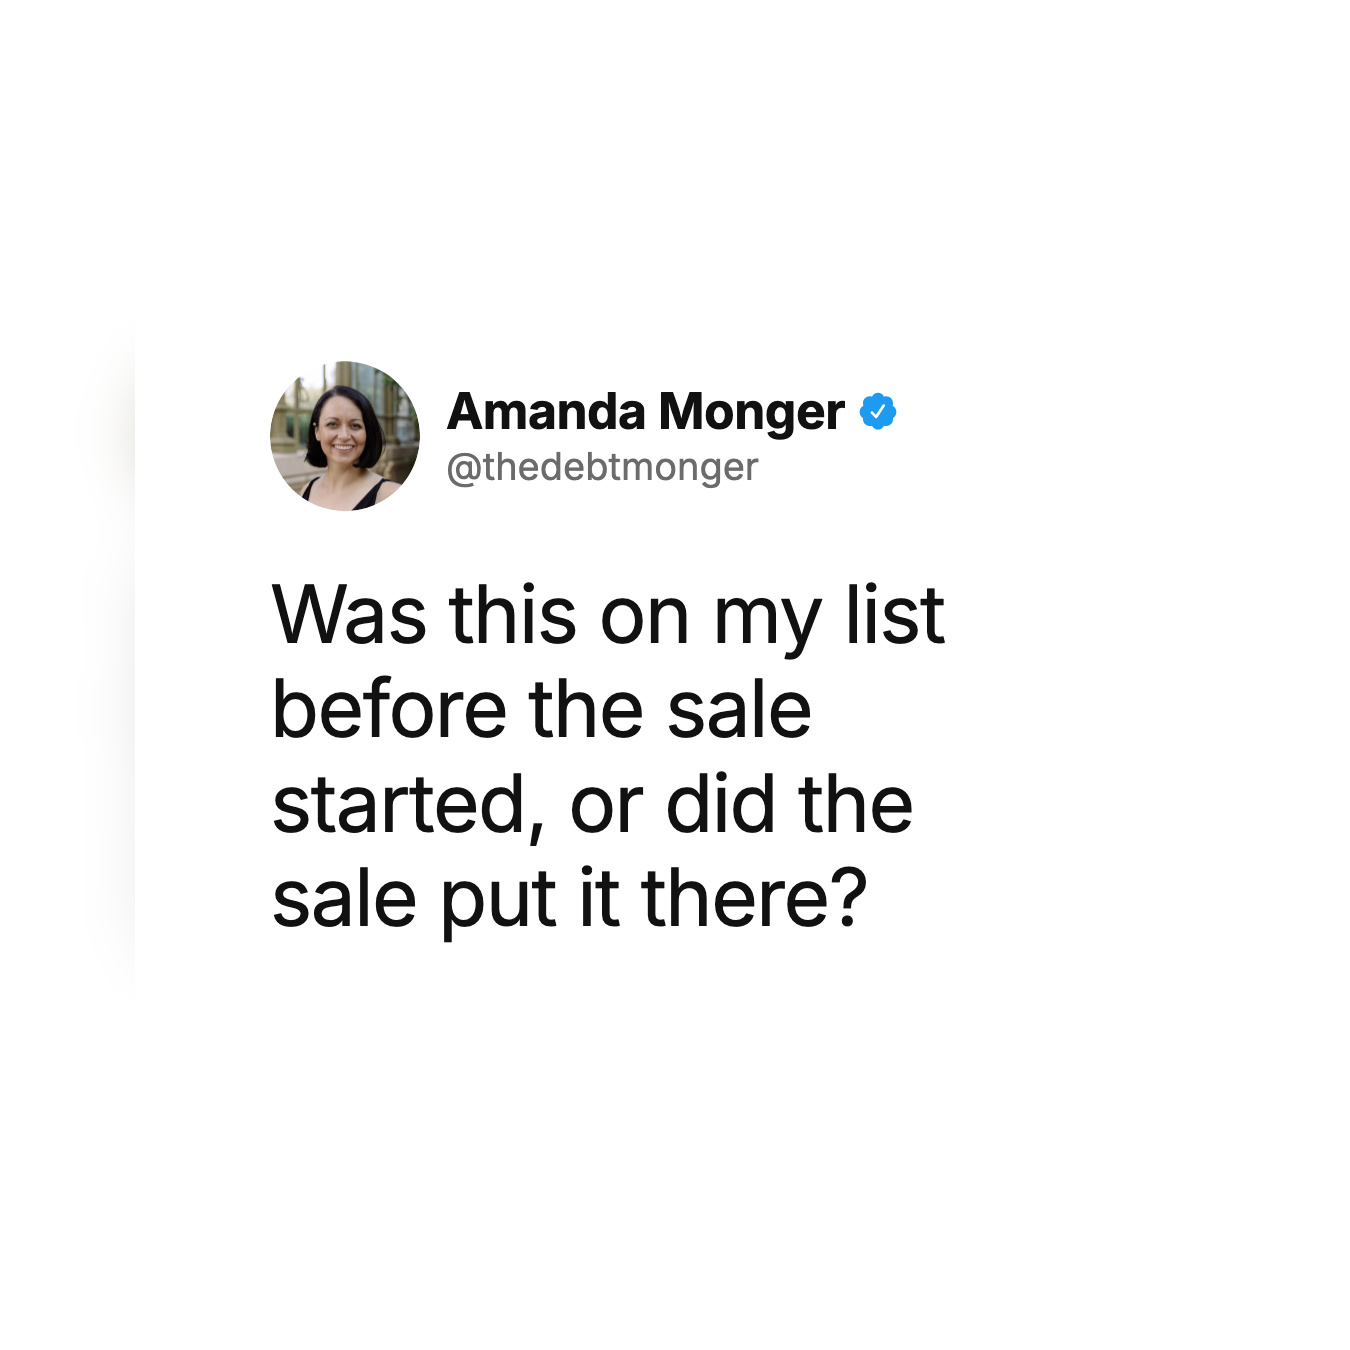 Amanda Monger
@thedebtmonger
Was this on my list
before the sale
started, or did the
sale put it there?